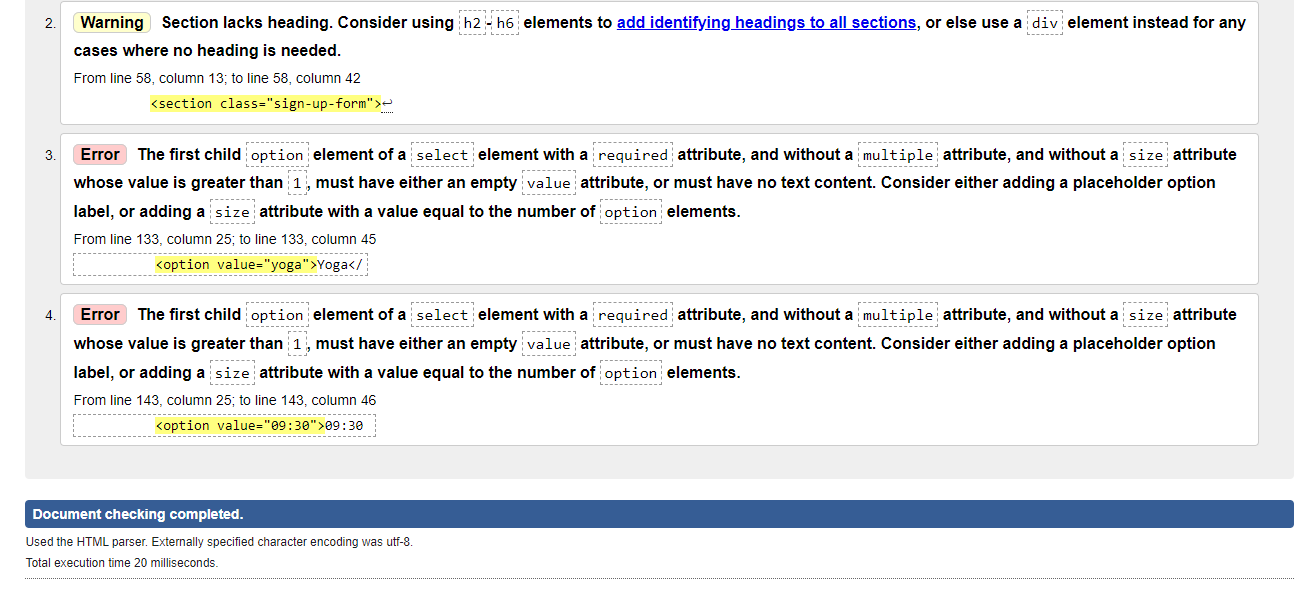 2. Warning Section lacks heading. Consider using h2-h6 elements to add identifying headings to all sections, or else use a div element instead for any
cases where no heading is needed.
From line 58, column 13; to line 58, column 42
<section class="sign-up-form">↩
3. Error The first child option element of a select element with a required attribute, and without a multiple attribute, and without a size attribute
whose value is greater than 1, must have either an empty value attribute, or must have no text content. Consider either adding a placeholder option
label, or adding a size attribute with a value equal to the number of option elements.
From line 133, column 25; to line 133, column 45
<option value="yoga">Yoga</
4. Error The first child option element of a select element with a required attribute, and without a multiple attribute, and without a size attribute
whose value is greater than 1, must have either an empty value attribute, or must have no text content. Consider either adding a placeholder option
label, or adding a size attribute with a value equal to the number of option elements.
From line 143, column 25; to line 143, column 46
<option value="09:30">09:30
Document checking completed.
Used the HTML parser. Externally specified character encoding was utf-8.
Total execution time 20 milliseconds.